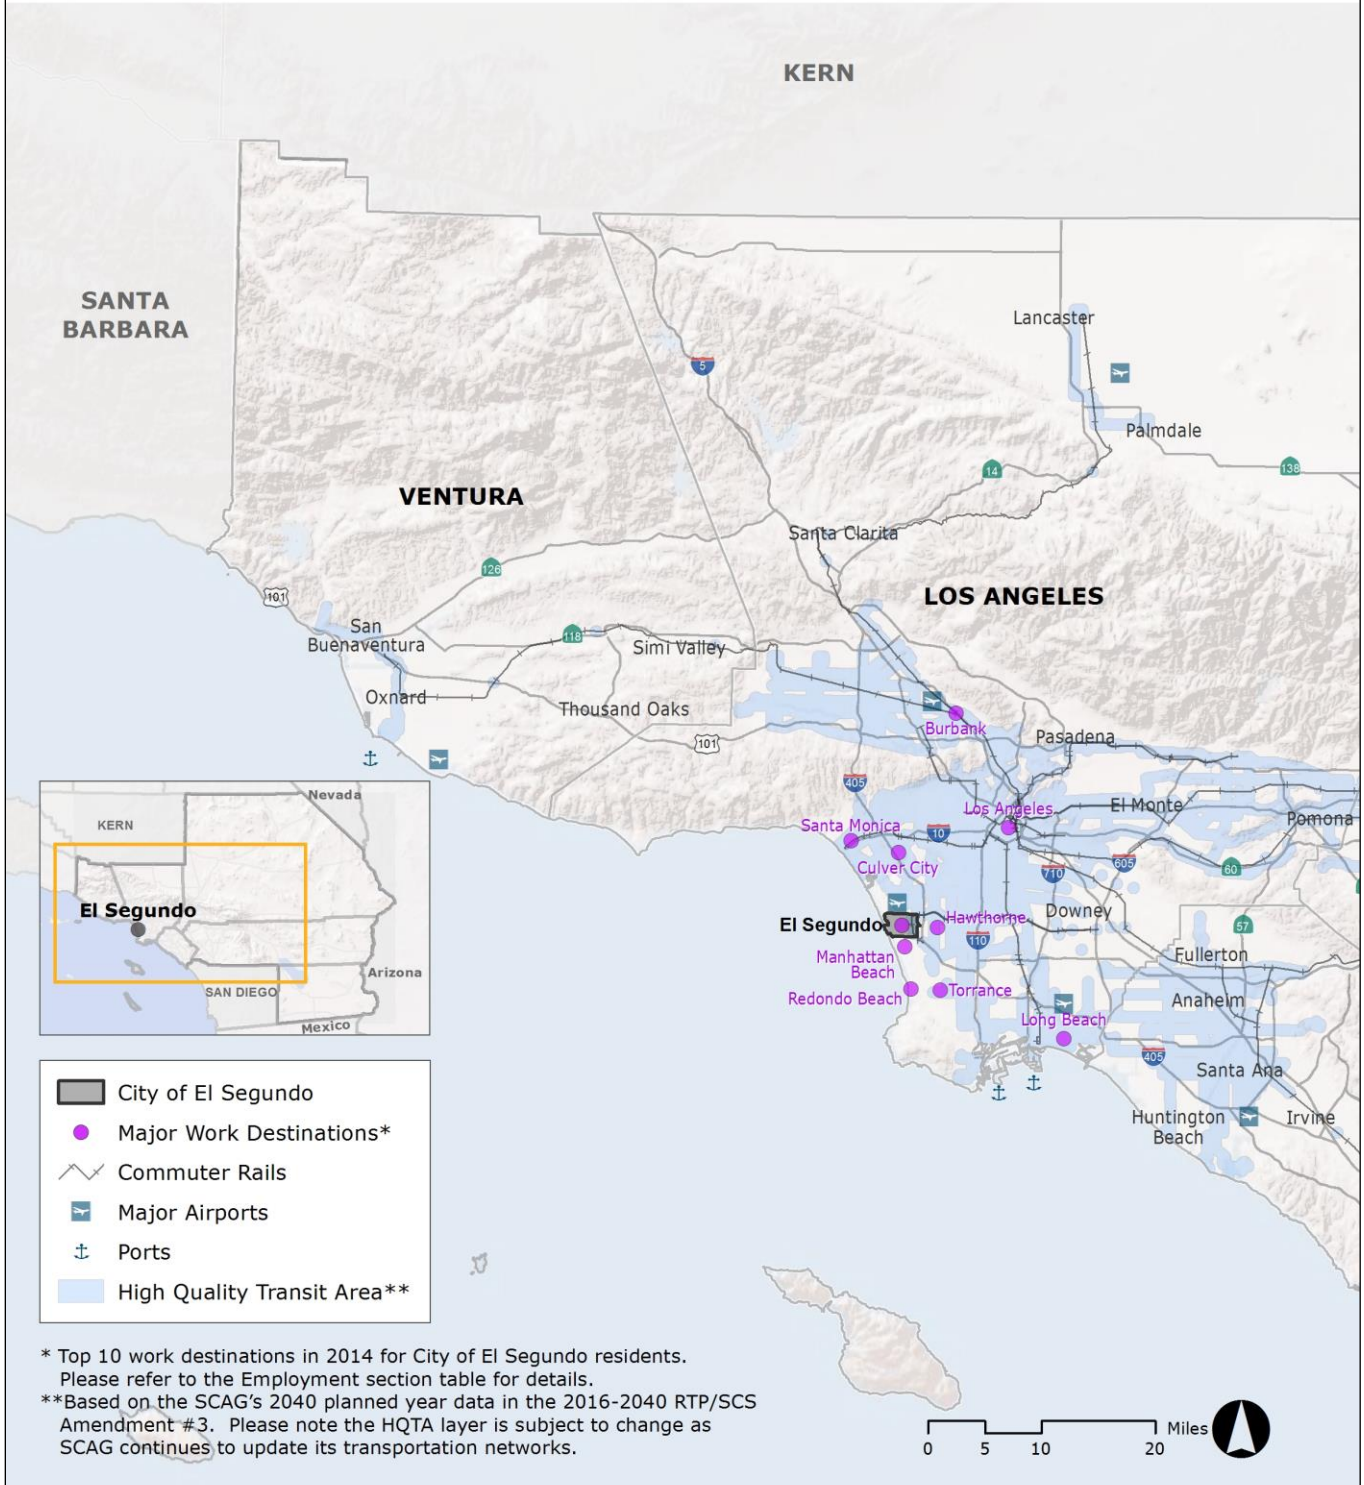 KERN
SANTA
BARBARA
Lancaster
5
Palmdale
14
138
VENTURA
Santa Clarita
126
LOS ANGELES
101
San
Buenaventura
118
Simi Valley
Oxnard
Thousand Oaks
Burbank
101
Pasadena
405
Los Angeles
El Monte
Santa Monica
10
Pomona
Culver City
605
710
60
El Segundo
Hawthorne
Downey
57
110
Manhattan
Beach
Fullerton
Redondo Beach
Torrance
Anaheim
Long Beach
405
Santa Ana
Huntington
Beach
Irvine
Nevada
KERN
El Segundo
Arizona
SAN DIEGO
Mexico
City of El Segundo
Major Work Destinations*
Commuter Rails
Major Airports
Ports
High Quality Transit Area**
* Top 10 work destinations in 2014 for City of El Segundo residents.
Please refer to the Employment section table for details.
**Based on the SCAG's 2040 planned year data in the 2016-2040 RTP/SCS
Amendment #3. Please note the HQTA layer is subject to change as
SCAG continues to update its transportation networks.
Miles
0 5 10 20